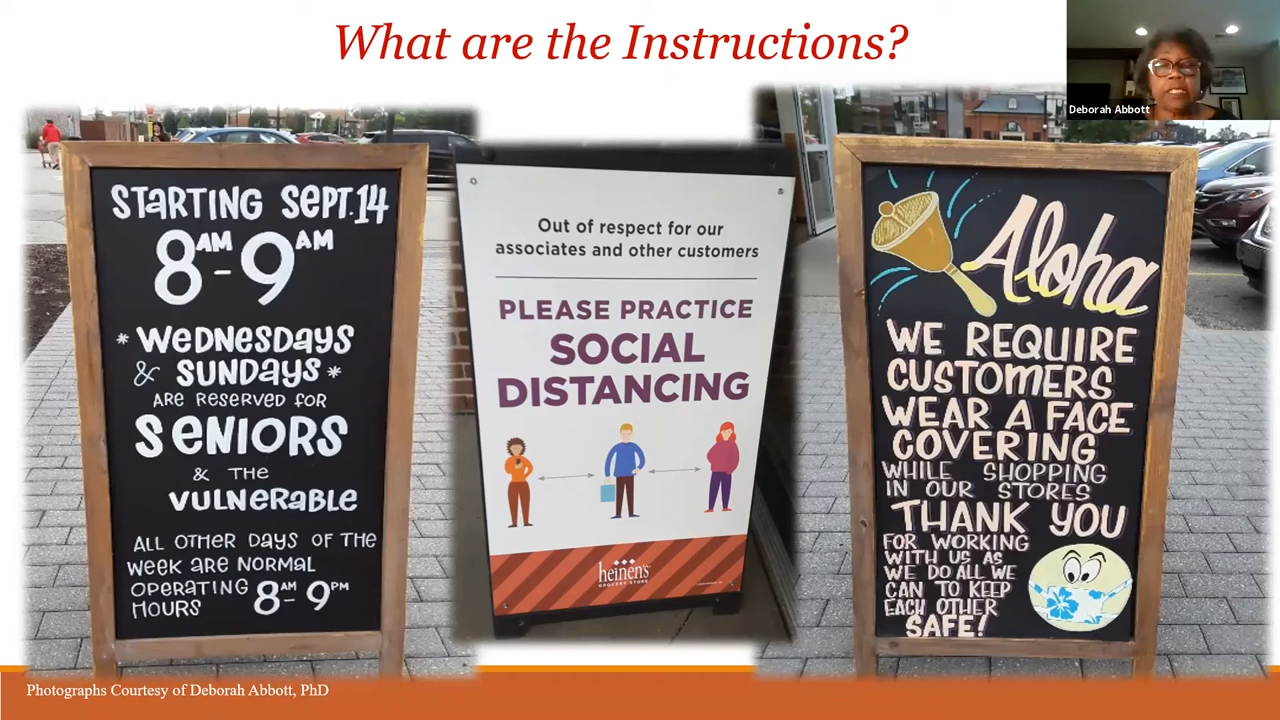 What are the Instructions?
Deborah Abbott
STARTING SEPT.14
8AM-9AM
*WEDNESDAYS
& SUNDAYS*
ARE RESERVED FOR
SENIORS
& THE
VULNERABLE
ALL OTHER DAYS OF THE
WEEK ARE NORMAL
OPERATING 8AM-9PM
HOURS
Out of respect for our
associates and other customers
PLEASE PRACTICE
SOCIAL
DISTANCING
heinen's
GROCERY STORE
Aloha
WE REQUIRE
CUSTOMERS
WEAR A FACE
COVERING
WHILE SHOPPING
IN OUR STORES
THANK YOU
FOR WORKING
WITH US AS
WE DO ALL WE
CAN TO KEEP
EACH OTHER
SAFE!
Photographs Courtesy of Deborah Abbott, PhD